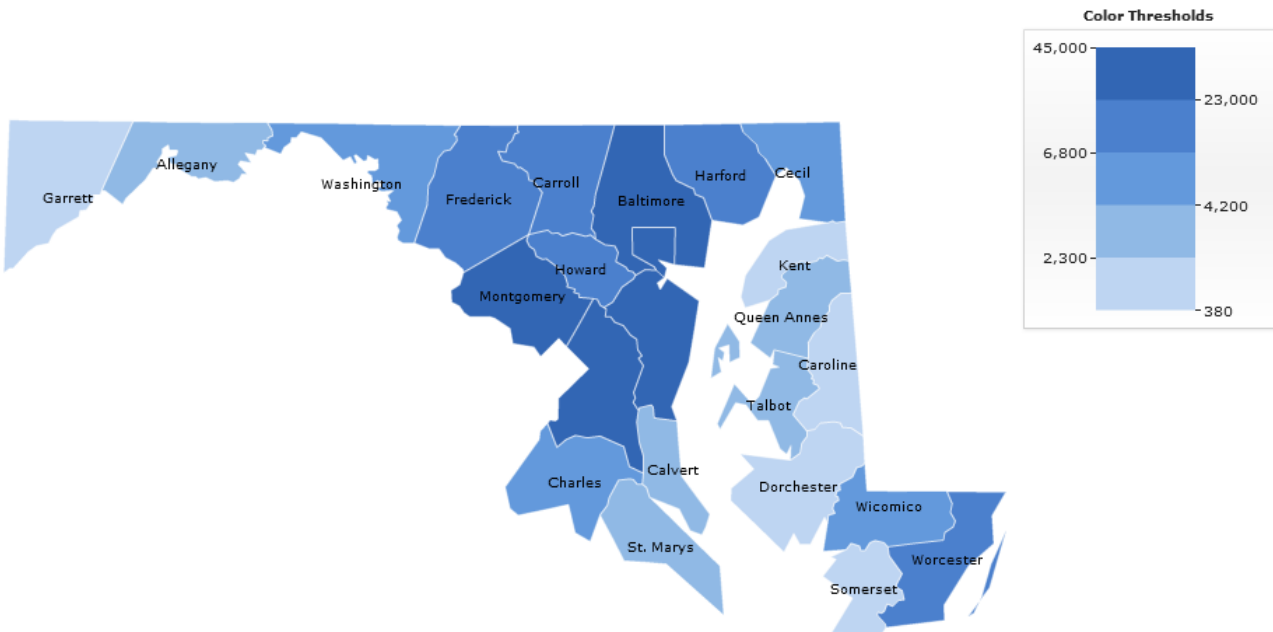 Color Thresholds
45,000
23,000
6,800
4,200
2,300
380
Garrett
Allegany
Washington
Frederick
Carroll
Baltimore
Harford
Cecil
Howard
Montgomery
Kent
Queen Annes
Caroline
Talbot
Calvert
Charles
Dorchester
Wicomico
St. Marys
Worcester
Somerset